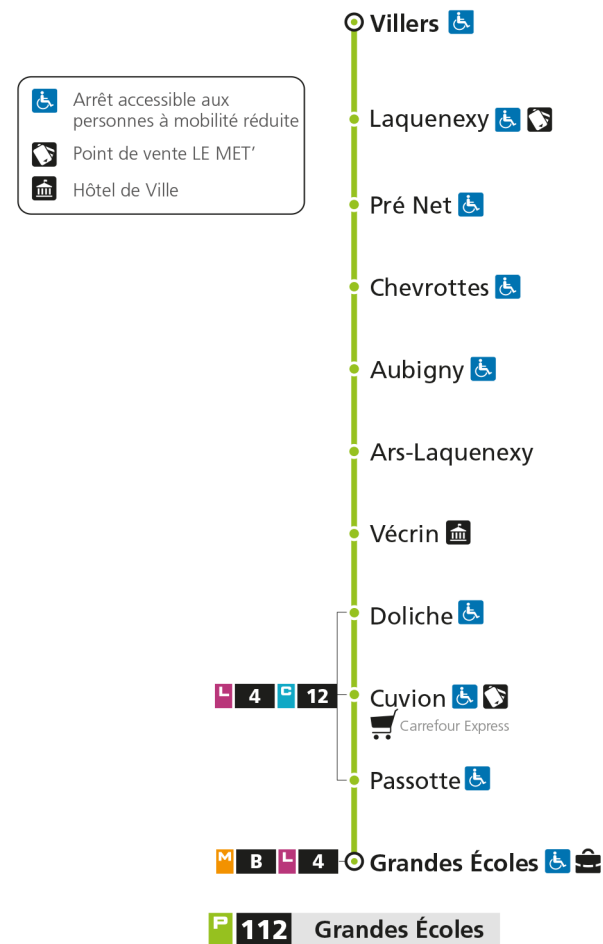 Villers
Arrêt accessible aux
personnes à mobilité réduite
Point de vente LE MET’
Hôtel de Ville
Laquenexy
Pré Net
Chevrottes
Aubigny
Ars-Laquenexy
Vécrin
Doliche
L 4 C 12
Cuvion
Carrefour Express
Passotte
M B L 4
Grandes Écoles
P 112 Grandes Écoles